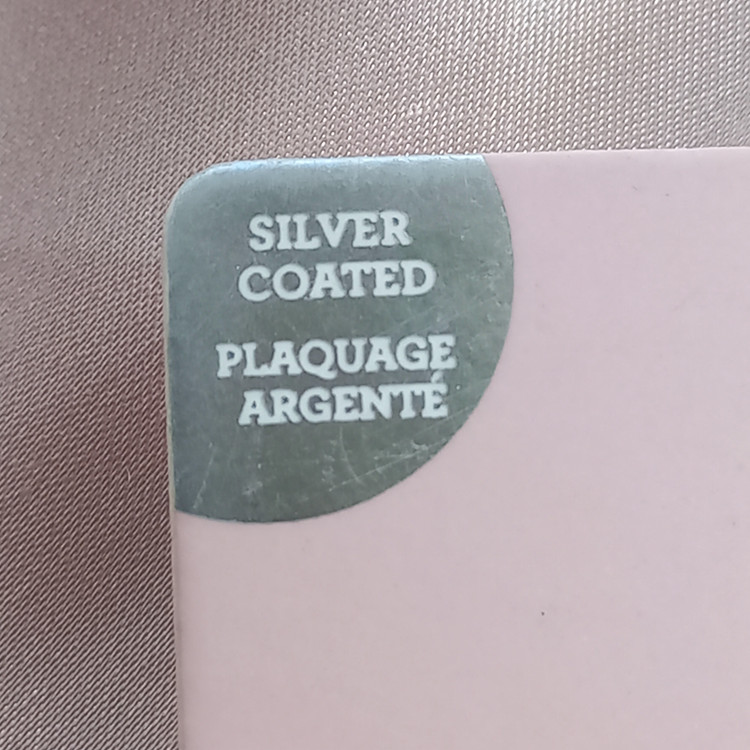 SILVER
COATED
PLAQUAGE
ARGENTÉ